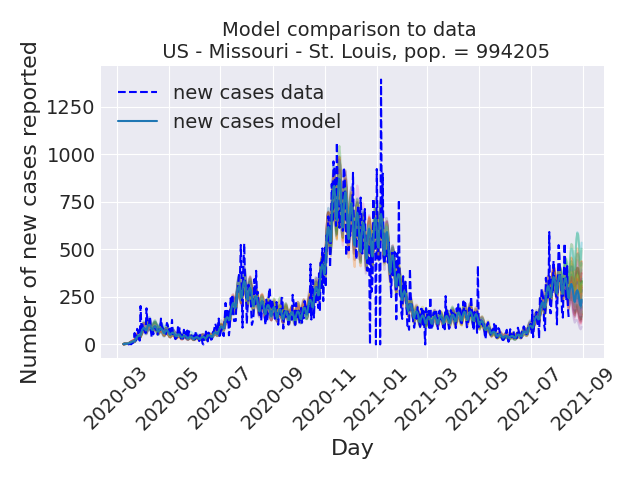 Model comparison to data
US - Missouri - St. Louis, pop. = 994205
Number of new cases reported
new cases data
new cases model
1250
1000
750
500
250
0
2020-03
2020-05
2020-07
2020-09
2020-11
2021-01
2021-03
2021-05
2021-07
2021-09
Day